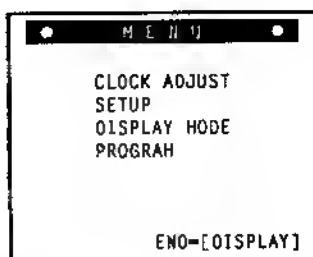 MENU
CLOCK ADJUST
SETUP
DISPLAY MODE
PROGRAM
END=[DISPLAY]